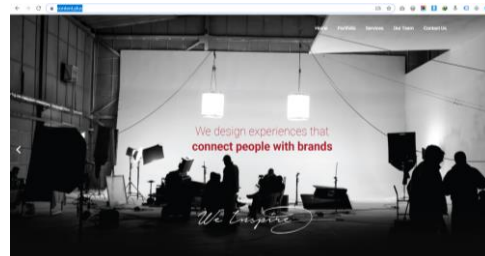 Home Portfolio Services Our Team Contact Us
We design experiences that
connect people with brands
We Inspire